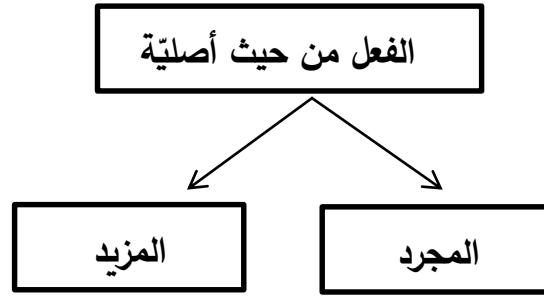 الفعل من حيث أصليّة
المجرد
المزيد